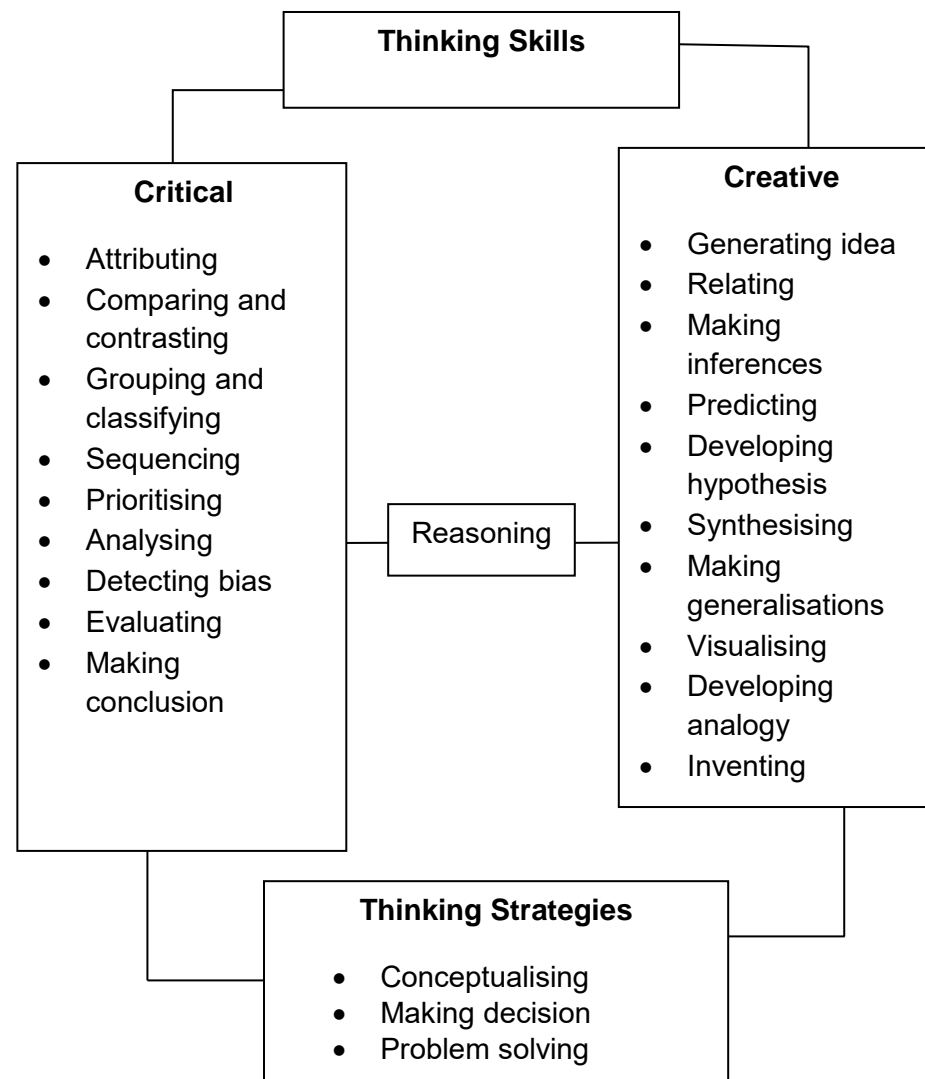 Thinking Skills
Critical
• Attributing
• Comparing and
contrasting
• Grouping and
classifying
• Sequencing
• Prioritising
• Analysing
• Detecting bias
• Evaluating
• Making
conclusion
Reasoning
Creative
• Generating idea
• Relating
• Making
inferences
• Predicting
• Developing
hypothesis
• Synthesising
• Making
generalisations
• Visualising
• Developing
analogy
• Inventing
Thinking Strategies
• Conceptualising
• Making decision
• Problem solving